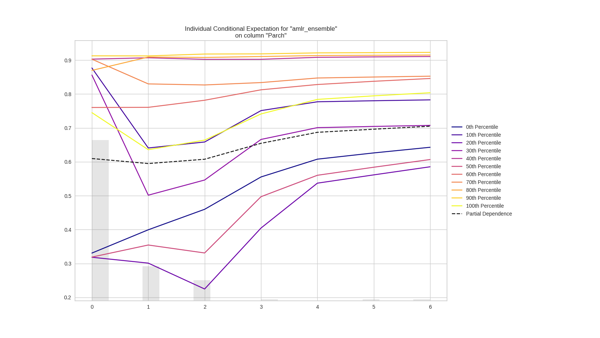 Individual Conditional Expectation for "amlr_ensemble"
on column "Parch"
0.9
0.8
0.7
0.6
0.5
0.4
0.3
0.2
0 1 2 3 4 5 6
0th Percentile
10th Percentile
20th Percentile
30th Percentile
40th Percentile
50th Percentile
60th Percentile
70th Percentile
80th Percentile
90th Percentile
100th Percentile
Partial Dependence